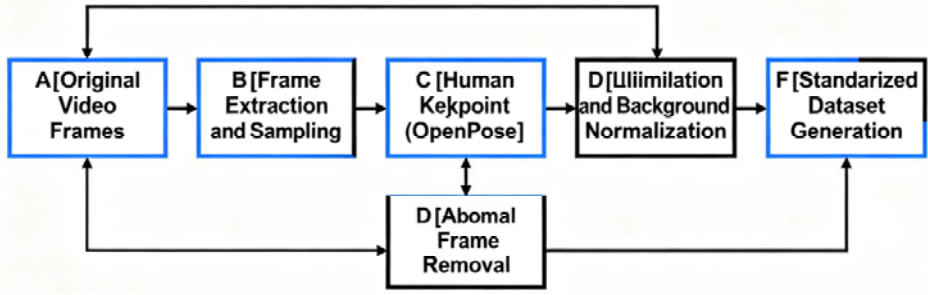 A[Original
Video
Frames
B[Frame
Extraction
and Sampling
C [Human
Kekpoint
(OpenPose]
D[Lliimilation
and Background
Normalization
F [Standarized
Dataset
Generation
D [Abomal
Frame
Removal